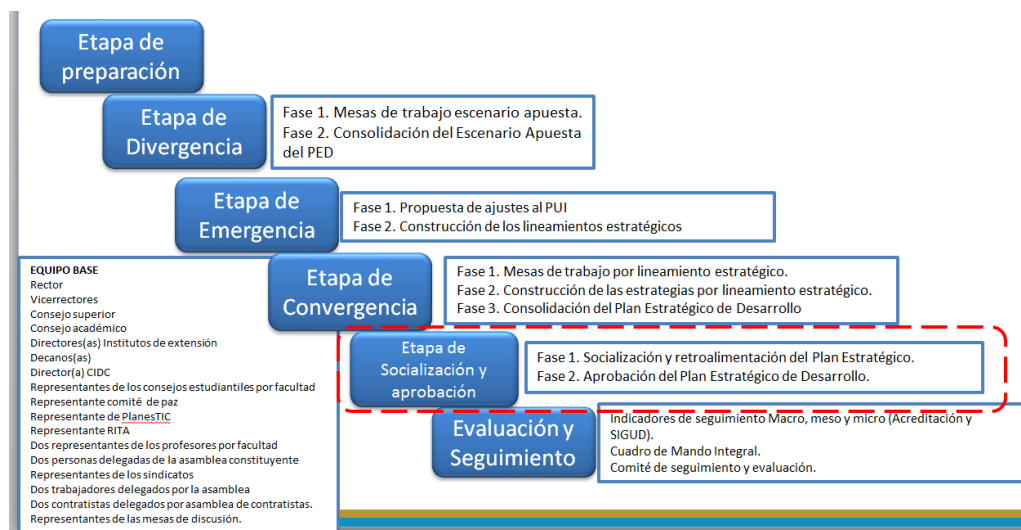 Etapa de
preparación
Etapa de
Divergencia
Fase 1. Mesas de trabajo escenario apuesta.
Fase 2. Consolidación del Escenario Apuesta
del PED
Etapa de
Emergencia
Fase 1. Propuesta de ajustes al PUI
Fase 2. Construcción de los lineamientos estratégicos
EQUIPO BASE
Rector
Vicerrectores
Consejo superior
Consejo académico
Directores(as) Institutos de extensión
Decanos(as)
Director(a) CIDC
Representantes de los consejos estudiantiles por facultad
Representante comité de paz
Representante de PlanesTIC
Representante RITA
Dos representantes de los profesores por facultad
Dos personas delegadas de la asamblea constituyente
Representantes de los sindicatos
Dos trabajadores delegados por la asamblea
Dos contratistas delegados por asamblea de contratistas.
Representantes de las mesas de discusión.
Etapa de
Convergencia
Fase 1. Mesas de trabajo por lineamiento estratégico.
Fase 2. Construcción de las estrategias por lineamiento estratégico.
Fase 3. Consolidación del Plan Estratégico de Desarrollo
Etapa de
Socialización y
aprobación
Fase 1. Socialización y retroalimentación del Plan Estratégico.
Fase 2. Aprobación del Plan Estratégico de Desarrollo.
Evaluación y
Seguimiento
Indicadores de seguimiento Macro, meso y micro (Acreditación y
SIGUD).
Cuadro de Mando Integral.
Comité de seguimiento y evaluación.